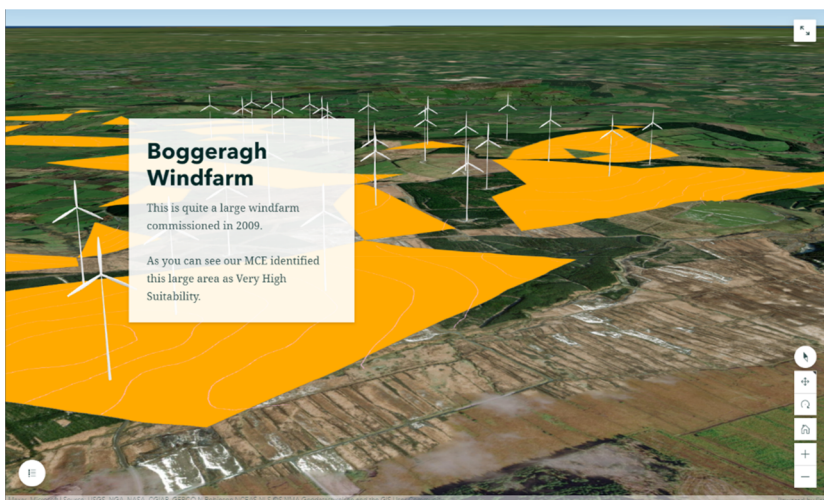 Boggeragh
Windfarm
This is quite a large windfarm
commissioned in 2009.
As you can see our MCE identified
this large area as Very High
Suitability.